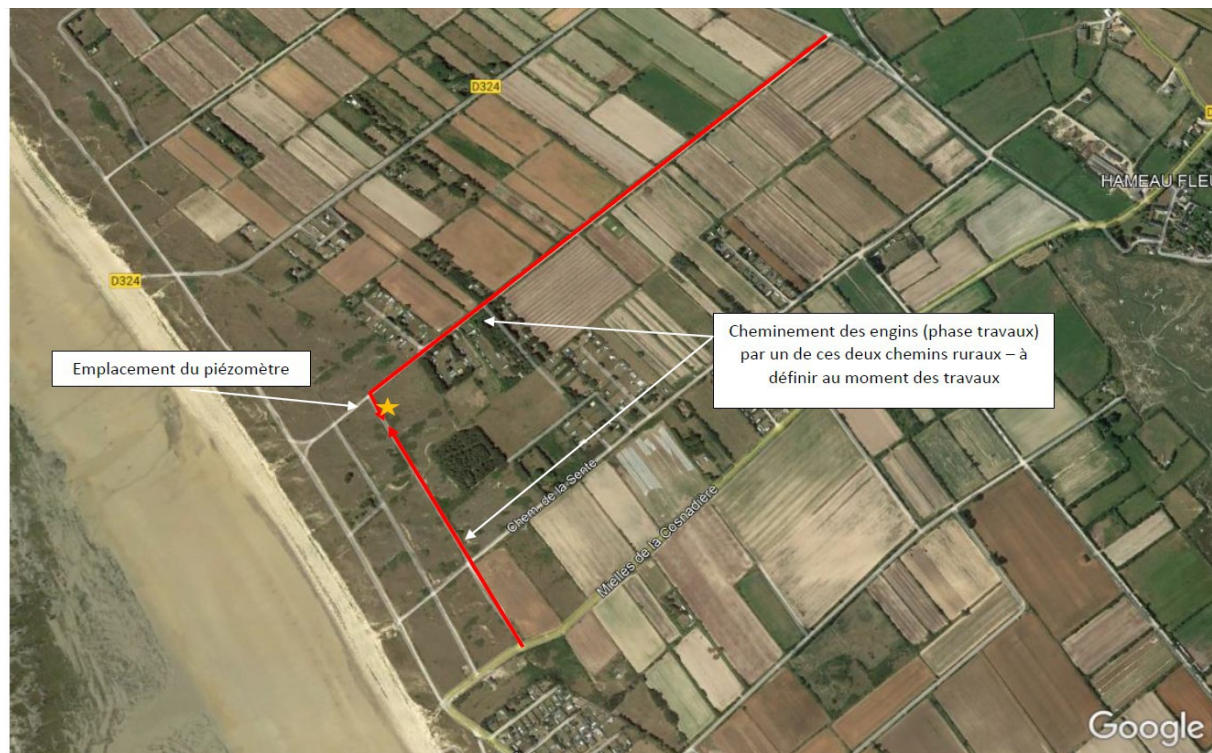 D324
D324
HAMEAU FLEU
Cheminement des engins (phase travaux)
par un de ces deux chemins ruraux – à
définir au moment des travaux
Emplacement du piézomètre
Chem. de la Sente
Mielles de la Cosnadière
Google